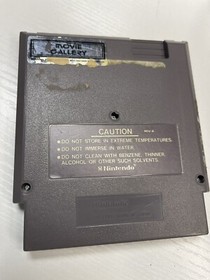 MOVIE
GALLERY
CAUTION
•DO NOT STORE IN EXTREME TEMPERATURES.
•DO NOT IMMERSE IN WATER.
•DO NOT CLEAN WITH BENZENE, THINNER,
ALCOHOL OR OTHER SUCH SOLVENTS.
Nintendo